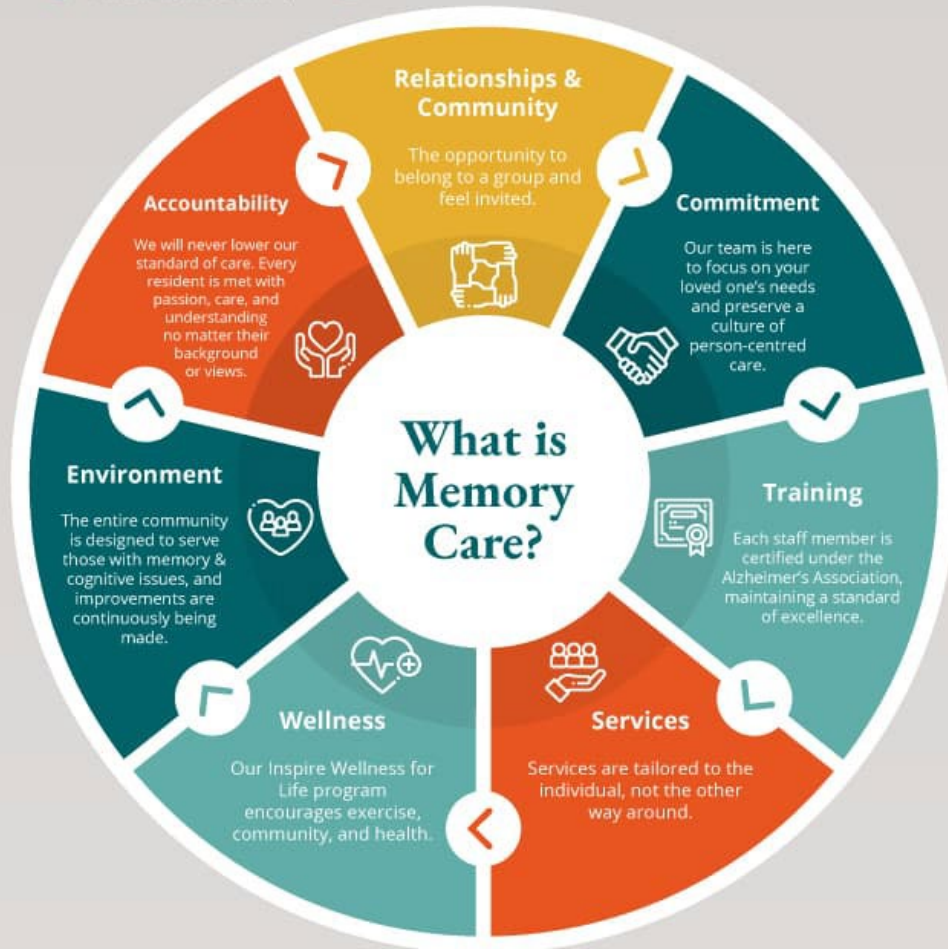 What is
Memory
Care?
Relationships &
Community
The opportunity to
belong to a group and
feel invited.
Commitment
Our team is here
to focus on your
loved one's needs
and preserve a
culture of
person-centred
care.
Training
Each staff member is
certified under the
Alzheimer's Association,
maintaining a standard
of excellence.
Services
Services are tailored to the
individual, not the other
way around.
Wellness
Our Inspire Wellness for
Life program
encourages exercise,
community, and health.
Environment
The entire community
is designed to serve
those with memory &
cognitive issues, and
improvements are
continuously being
made.
Accountability
We will never lower our
standard of care. Every
resident is met with
passion, care, and
understanding
no matter their
background
or views.